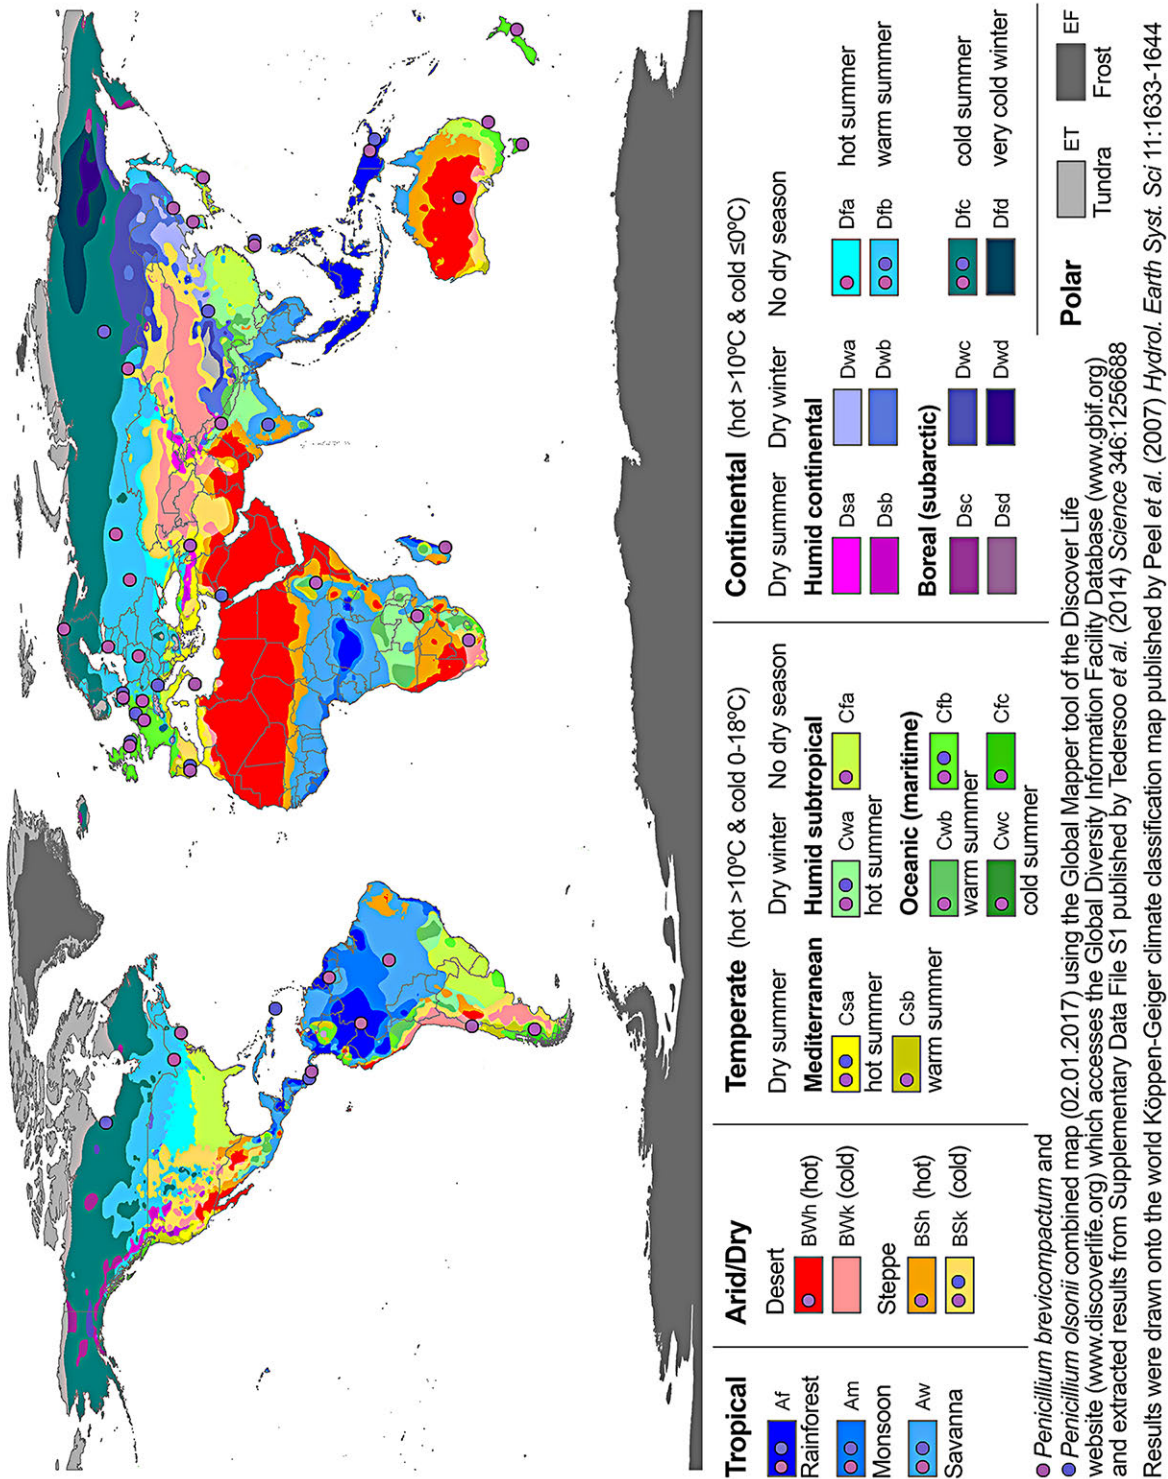 Tropical
Af
Rainforest
Am
Monsoon
Aw
Savanna
Arid/Dry
Desert
BWh (hot)
BWk (cold)
Steppe
BSh (hot)
BSk (cold)
Temperate (hot >10ºC & cold 0-18ºC)
Dry summer
Dry winter
No dry season
Mediterranean
Humid subtropical
Csa
Cwa
Cfa
hot summer
hot summer
Csb
warm summer
Oceanic (maritime)
Cwb
Cfb
warm summer
Cwc
Cfc
cold summer
Continental (hot >10ºC & cold ≤0ºC)
Dry summer
Dry winter
No dry season
Humid continental
Dsa
Dwa
Dfa
hot summer
Dsb
Dwb
Dfb
warm summer
Boreal (subarctic)
Dsc
Dwc
Dfc
cold summer
Dsd
Dwd
Dfd
very cold winter
Polar
ET
Tundra
EF
Frost
Penicillium brevicompactum and
Penicillium olsonii combined map (02.01.2017) using the Global Mapper tool of the Discover Life
website (www.discoverlife.org) which accesses the Global Diversity Information Facility Database (www.gbif.org)
and extracted results from Supplementary Data File S1 published by Tedersoo et al. (2014) Science 346:1256688
Results were drawn onto the world Köppen-Geiger climate classification map published by Peel et al. (2007) Hydrol. Earth Syst. Sci 11:1633-1644